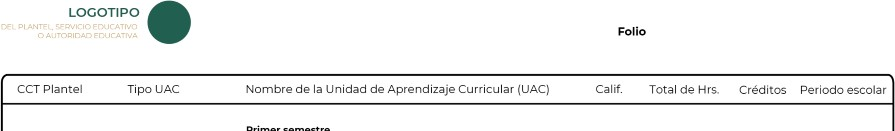 LOGOTIPO
DEL PLANTEL, SERVICIO EDUCATIVO
O AUTORIDAD EDUCATIVA
Folio
CCT Plantel Tipo UAC Nombre de la Unidad de Aprendizaje Curricular (UAC) Calif. Total de Hrs. Créditos Periodo escolar
Primer semestre